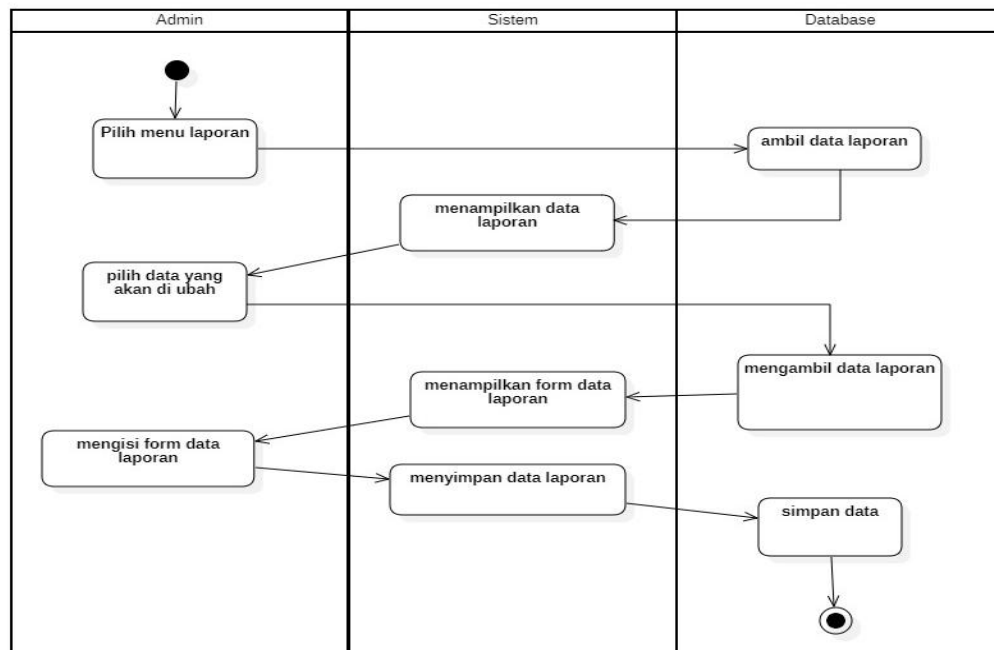 Admin
Sistem
Database
Pilih menu laporan
ambil data laporan
menampilkan data
laporan
pilih data yang
akan di ubah
mengambil data laporan
menampilkan form data
laporan
mengisi form data
laporan
menyimpan data laporan
simpan data